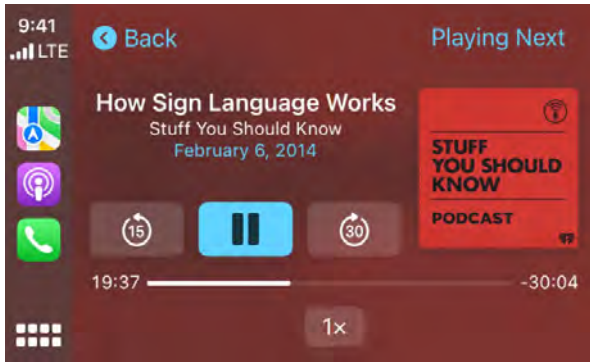 9:41
LTE
Back
Playing Next
How Sign Language Works
Stuff You Should Know
February 6, 2014
STUFF
YOU SHOULD
KNOW
PODCAST
15
30
19:37
-30:04
1×